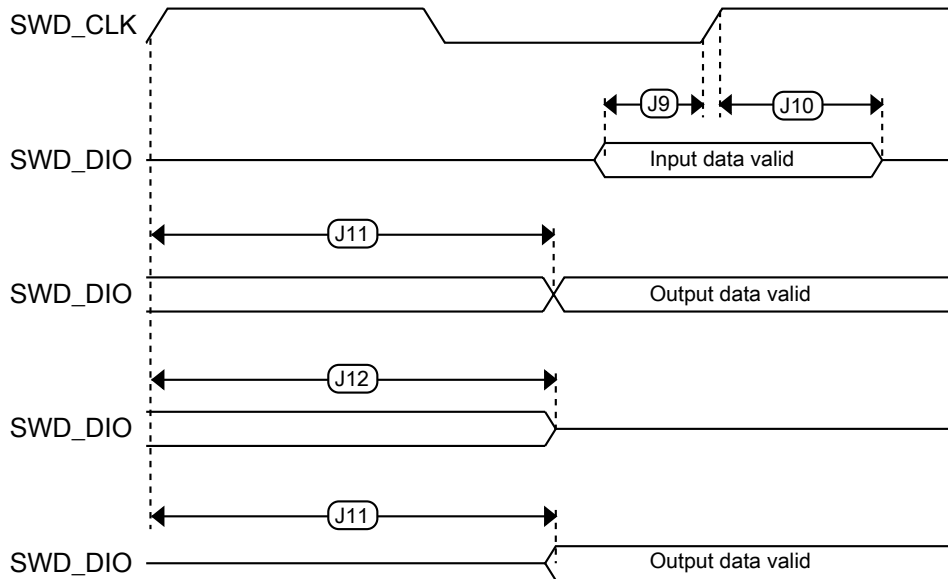 SWD_CLK
J9
J10
SWD_DIO
Input data valid
J11
SWD_DIO
Output data valid
J12
SWD_DIO
J11
SWD_DIO
Output data valid